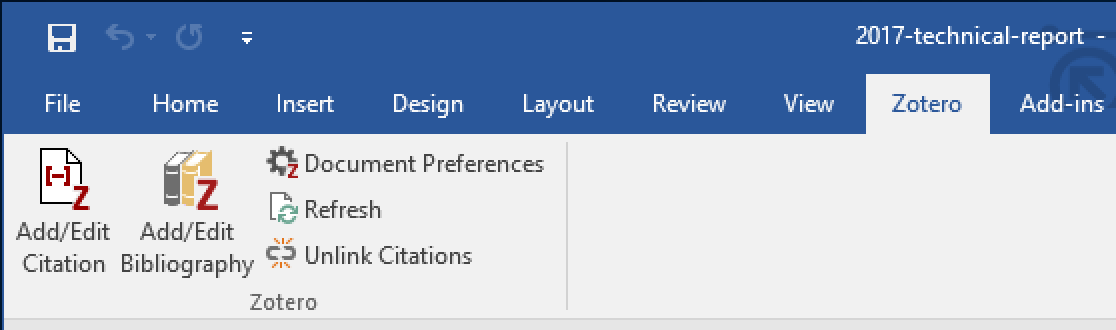 2017-technical-report -
File Home Insert Design Layout Review View Zotero Add-ins
Add/Edit Citation
Add/Edit Bibliography
Document Preferences
Refresh
Unlink Citations
Zotero